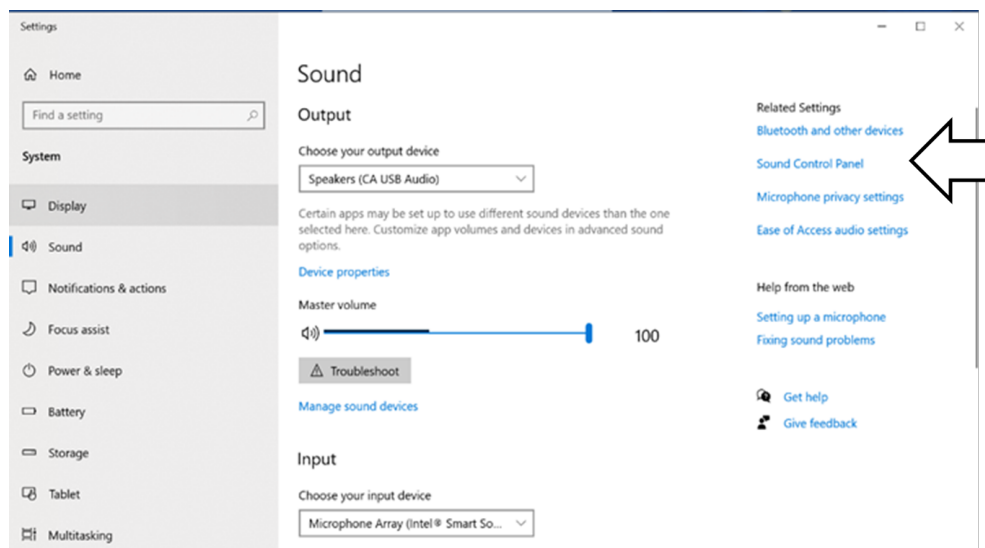 Settings
Home
Find a setting
System
Display
Sound
Notifications & actions
Focus assist
Power & sleep
Battery
Storage
Tablet
Multitasking
Sound
Output
Choose your output device
Speakers (CA USB Audio)
Certain apps may be set up to use different sound devices than the one
selected here. Customize app volumes and devices in advanced sound
options.
Device properties
Master volume
100
Troubleshoot
Manage sound devices
Input
Choose your input device
Microphone Array (Intel® Smart So...
Related Settings
Bluetooth and other devices
Sound Control Panel
Microphone privacy settings
Ease of Access audio settings
Help from the web
Setting up a microphone
Fixing sound problems
Get help
Give feedback